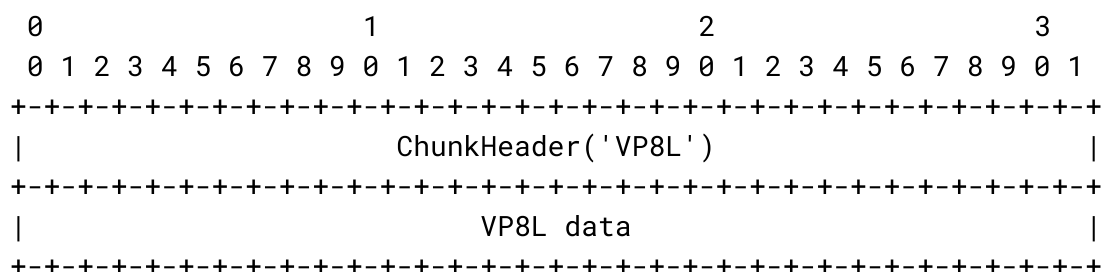 0                   1                   2                   3
 0 1 2 3 4 5 6 7 8 9 0 1 2 3 4 5 6 7 8 9 0 1 2 3 4 5 6 7 8 9 0 1
+-+-+-+-+-+-+-+-+-+-+-+-+-+-+-+-+-+-+-+-+-+-+-+-+-+-+-+-+-+-+-+-+
|                      ChunkHeader('VP8L')                      |
+-+-+-+-+-+-+-+-+-+-+-+-+-+-+-+-+-+-+-+-+-+-+-+-+-+-+-+-+-+-+-+-+
|                           VP8L data                           |
+-+-+-+-+-+-+-+-+-+-+-+-+-+-+-+-+-+-+-+-+-+-+-+-+-+-+-+-+-+-+-+-+